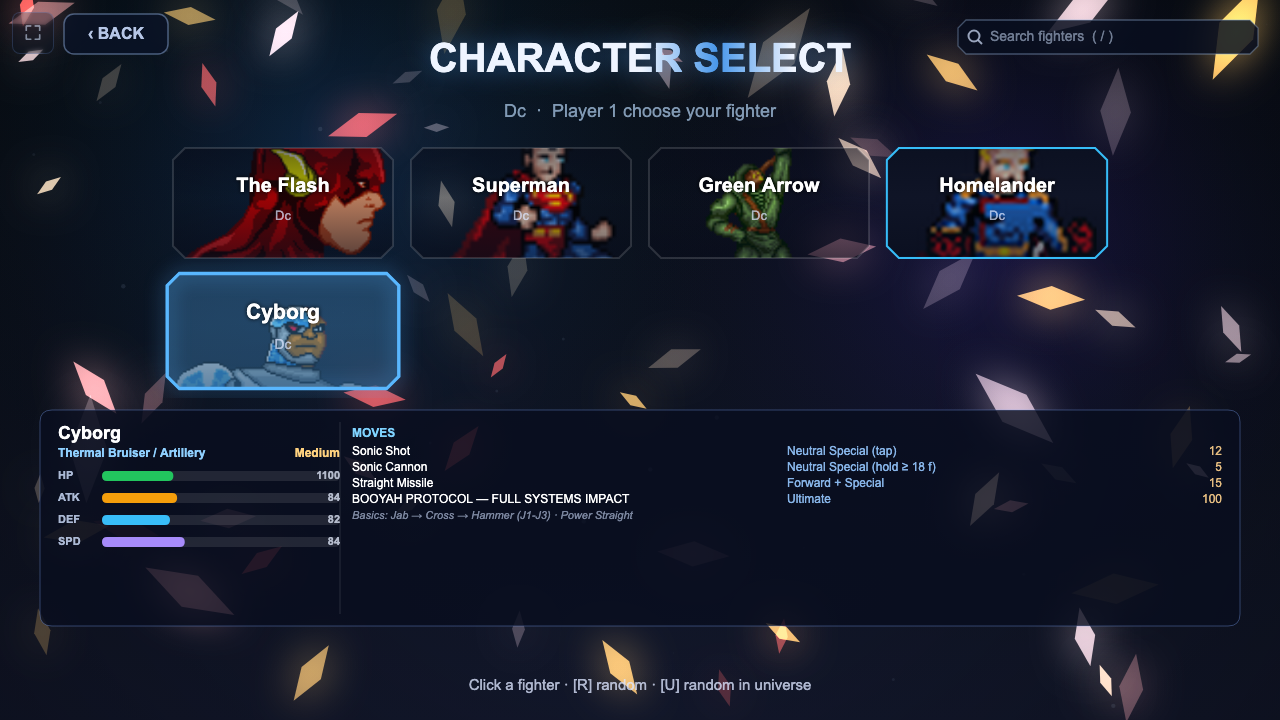 ‹ BACK
Search fighters ( / )
CHARACTER SELECT
Dc · Player 1 choose your fighter
The Flash
Dc
Superman
Dc
Green Arrow
Dc
Homelander
Dc
Cyborg
Dc
Cyborg
Thermal Bruiser / Artillery Medium
HP 1100
ATK 84
DEF 82
SPD 84
MOVES
Sonic Shot Neutral Special (tap) 12
Sonic Cannon Neutral Special (hold ≥ 18 f) 5
Straight Missile Forward + Special 15
BOOYAH PROTOCOL — FULL SYSTEMS IMPACT Ultimate 100
Basics: Jab → Cross → Hammer (J1-J3) · Power Straight
Click a fighter · [R] random · [U] random in universe